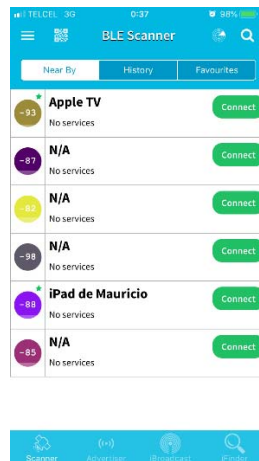 TELCEL 3G 0:37 98%
BLE Scanner
Near By History Favourites
-93 Apple TV Connect
No services
-87 N/A Connect
No services
-82 N/A Connect
No services
-98 N/A Connect
No services
-88 iPad de Mauricio Connect
No services
-85 N/A Connect
No services
Scanner Advertiser iBroadcast iFinder